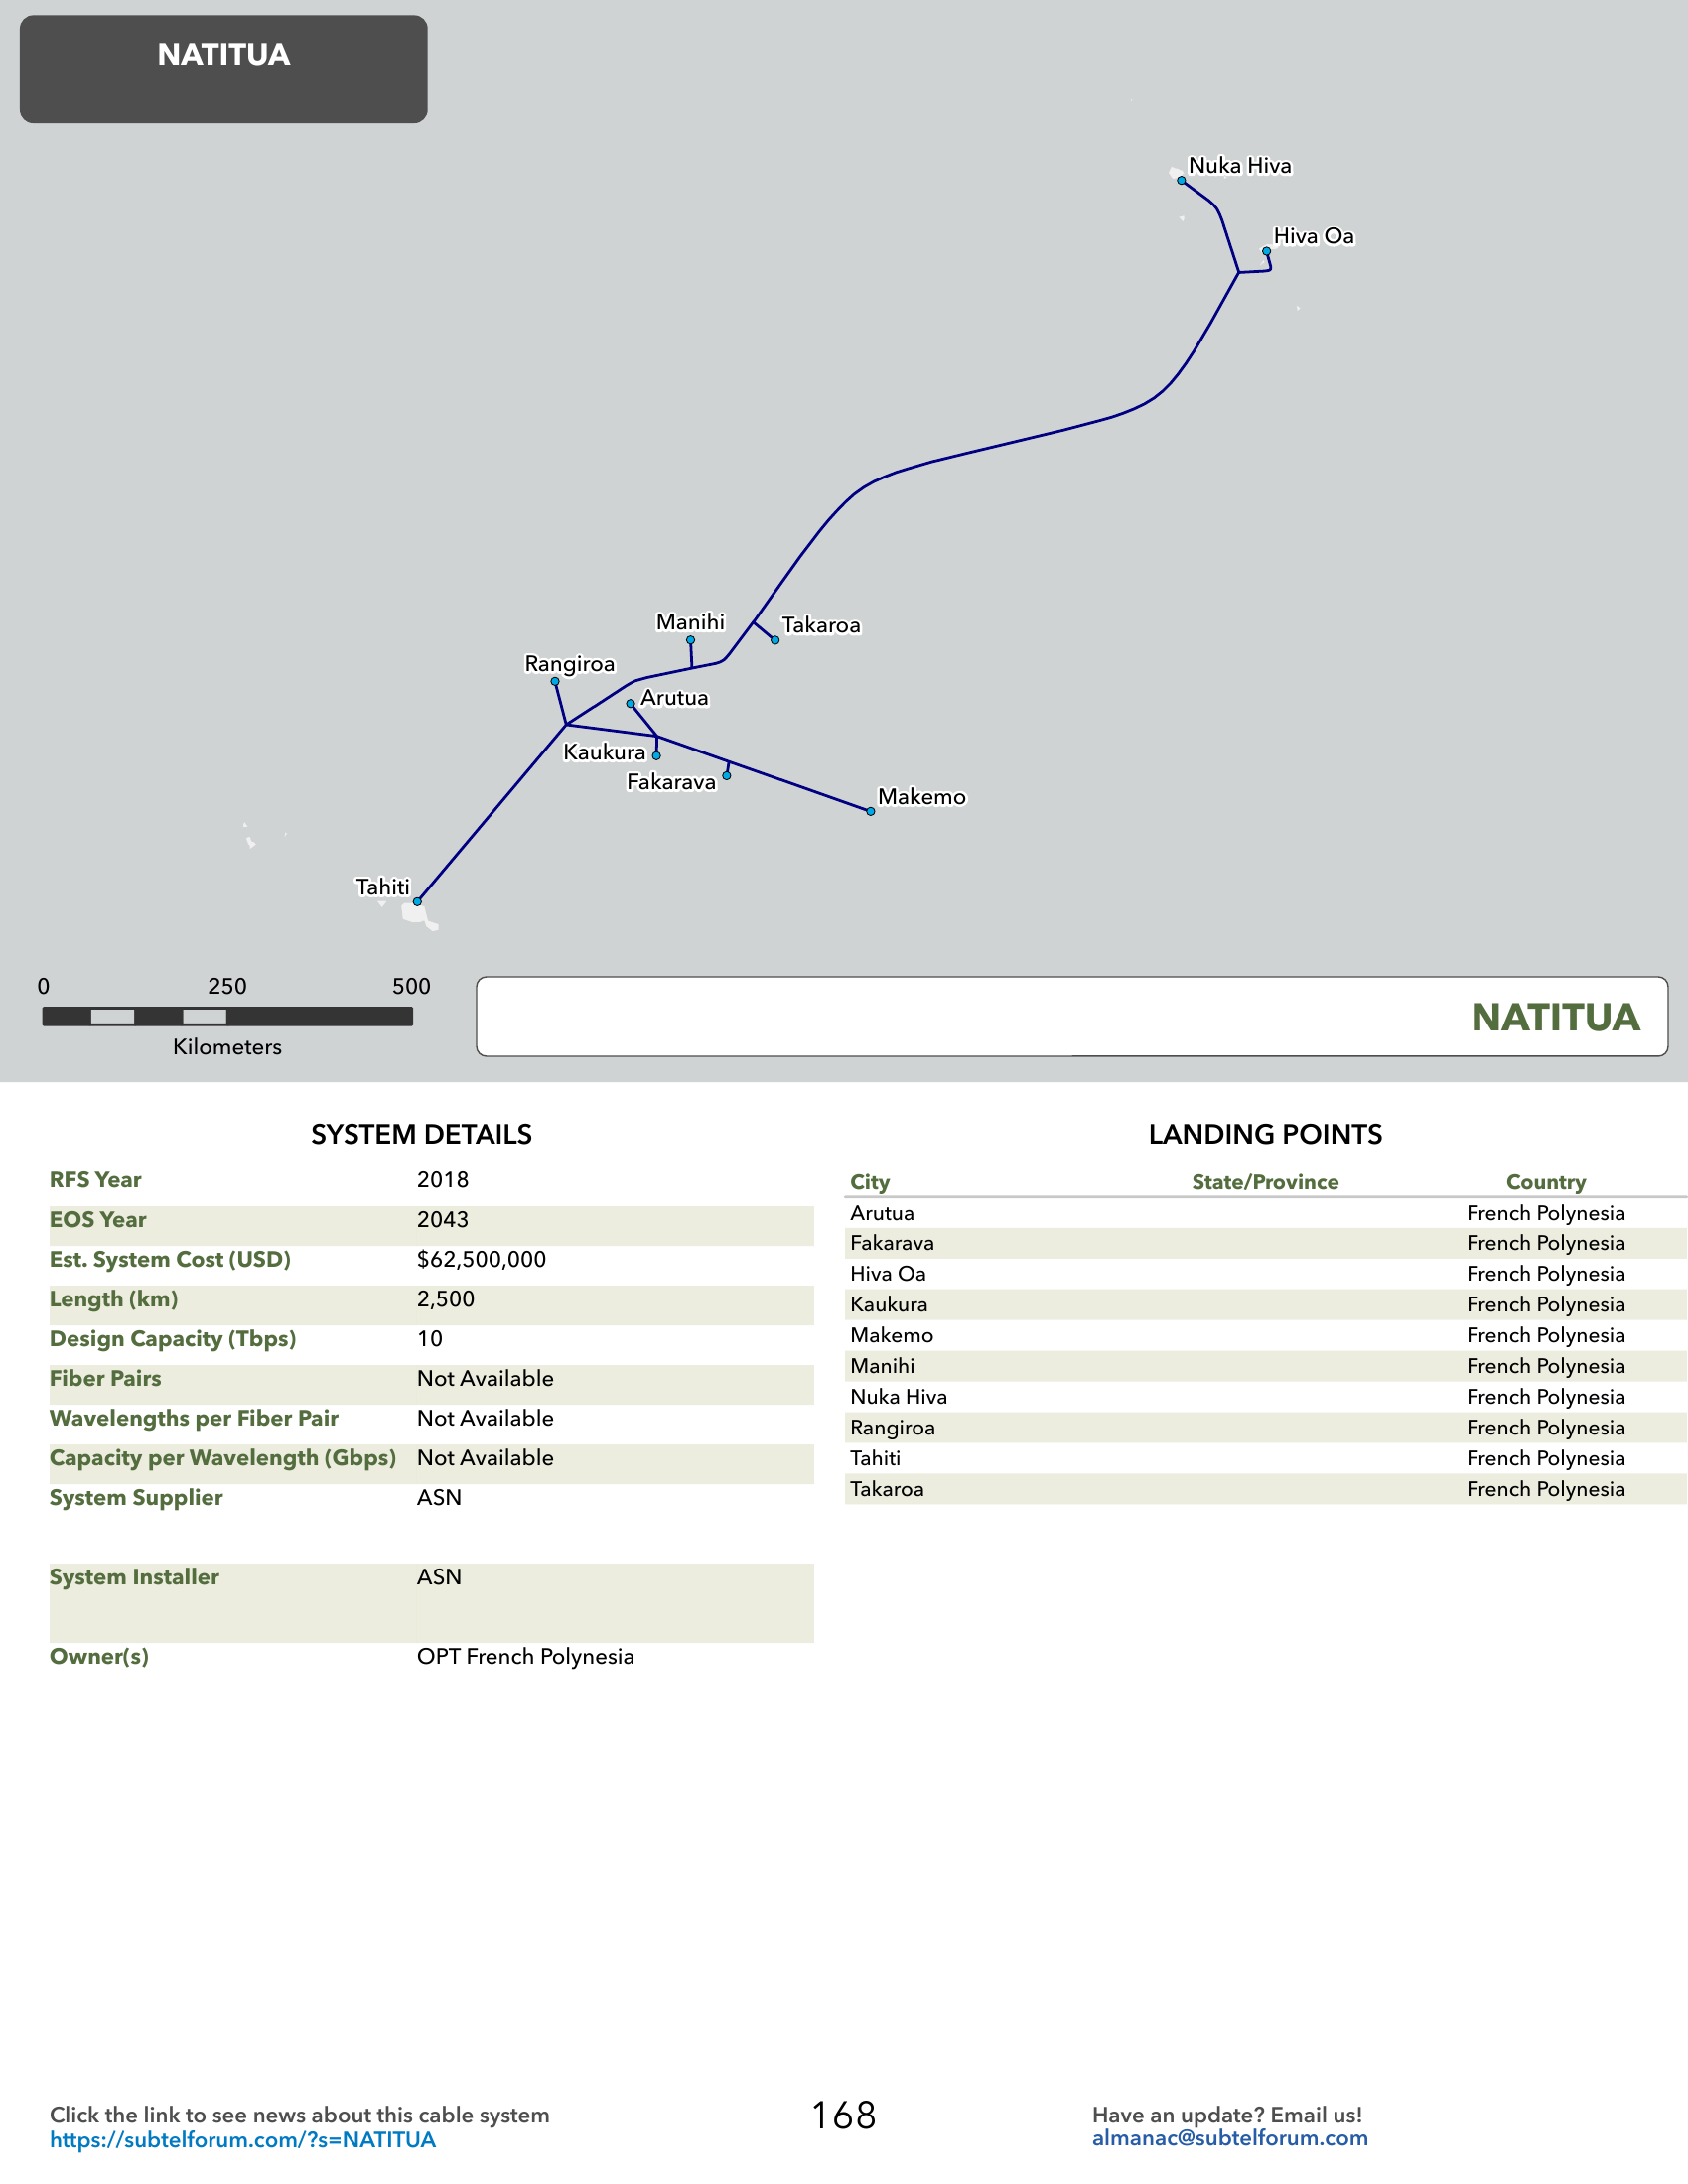 NATITUA
Nuka Hiva
Hiva Oa
Manihi
Takaroa
Rangiroa
Arutua
Kaukura
Fakarava
Makemo
Tahiti
0 250 500
Kilometers
NATITUA
SYSTEM DETAILS
RFS Year 2018
EOS Year 2043
Est. System Cost (USD) $62,500,000
Length (km) 2,500
Design Capacity (Tbps) 10
Fiber Pairs Not Available
Wavelengths per Fiber Pair Not Available
Capacity per Wavelength (Gbps) Not Available
System Supplier ASN
System Installer ASN
Owner(s) OPT French Polynesia
LANDING POINTS
City State/Province Country
Arutua French Polynesia
Fakarava French Polynesia
Hiva Oa French Polynesia
Kaukura French Polynesia
Makemo French Polynesia
Manihi French Polynesia
Nuka Hiva French Polynesia
Rangiroa French Polynesia
Tahiti French Polynesia
Takaroa French Polynesia
Click the link to see news about this cable system
https://subtelforum.com/?s=NATITUA
168
Have an update? Email us!
almanac@subtelforum.com